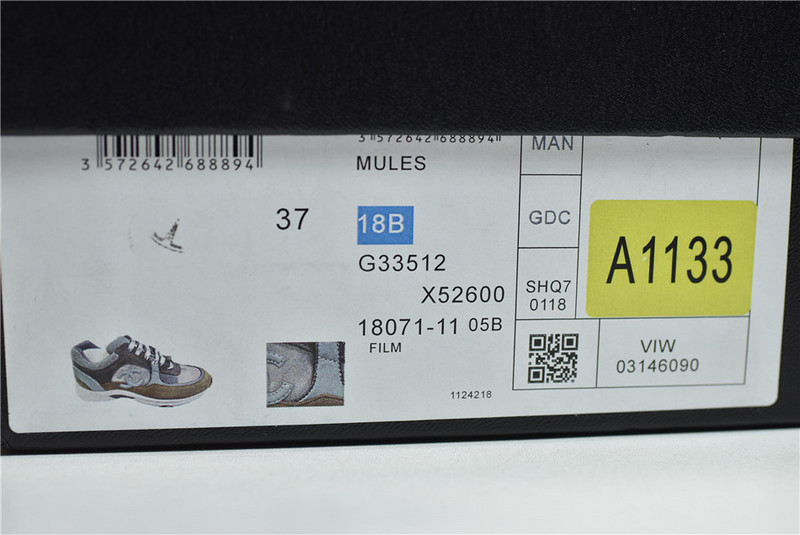 3 572642 688894
3 572642 688894
MULES
MAN
37
18B
GDC
A1133
G33512
X52600
SHQ7
0118
18071-11 05B
FILM
VIW
03146090
1124218